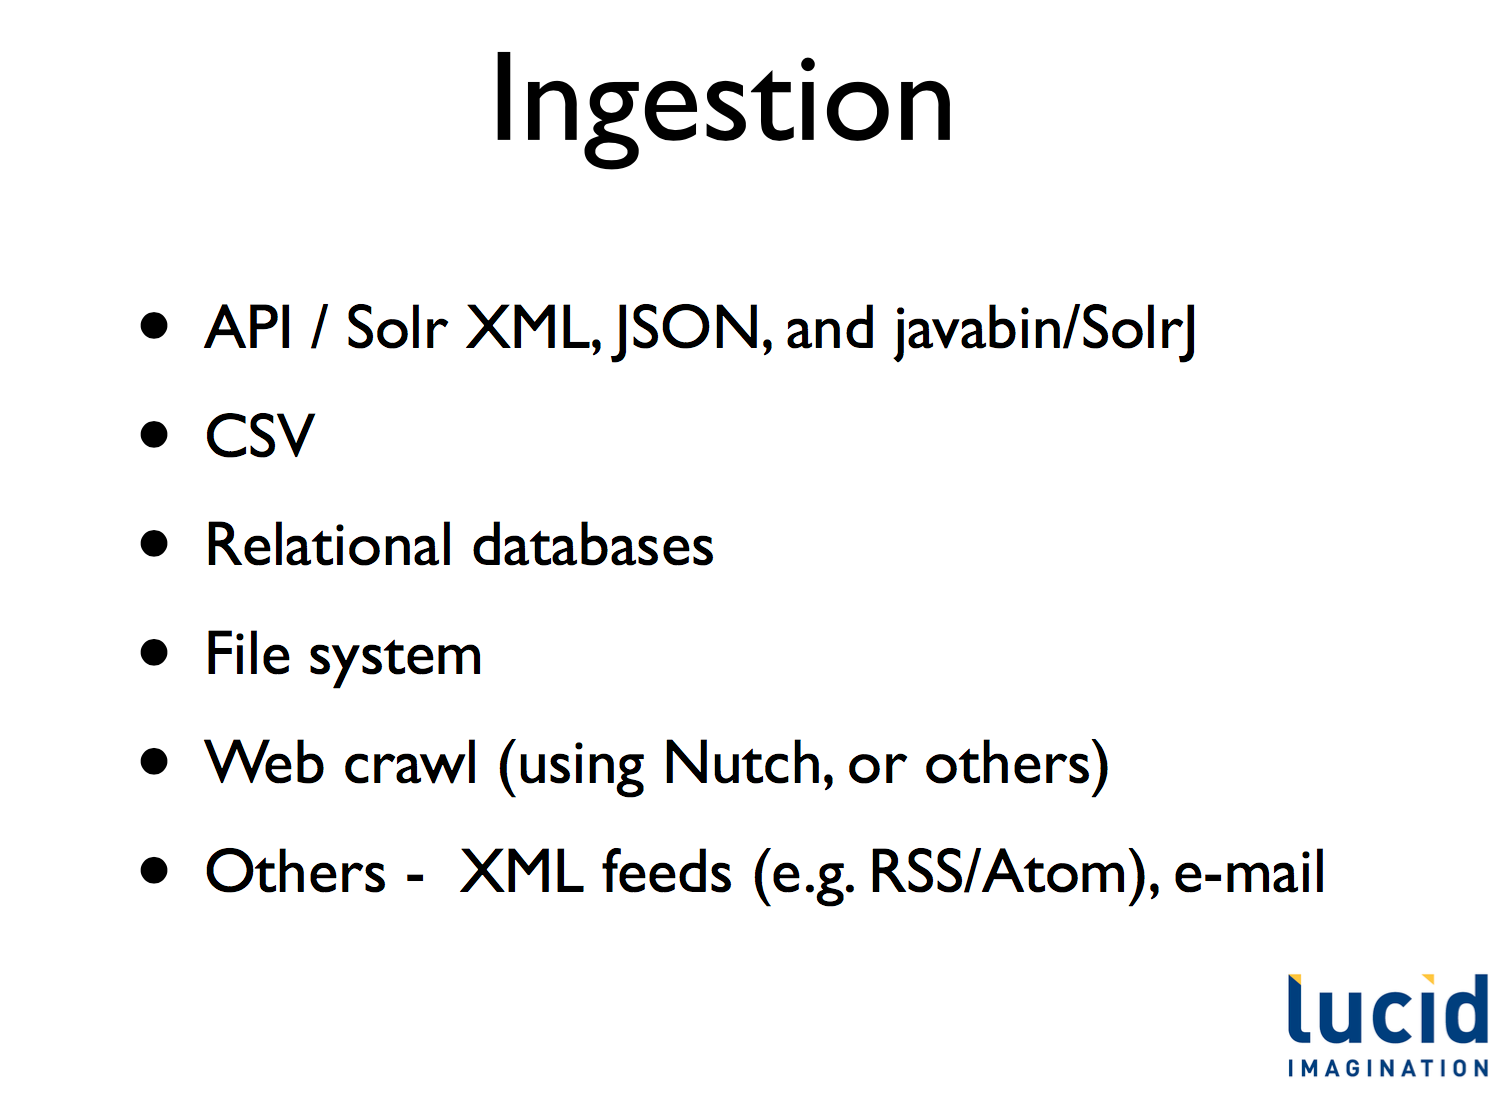 Ingestion
• API / Solr XML, JSON, and javabin/SolrJ
• CSV
• Relational databases
• File system
• Web crawl (using Nutch, or others)
• Others -  XML feeds (e.g. RSS/Atom), e-mail
lucid
IMAGINATION